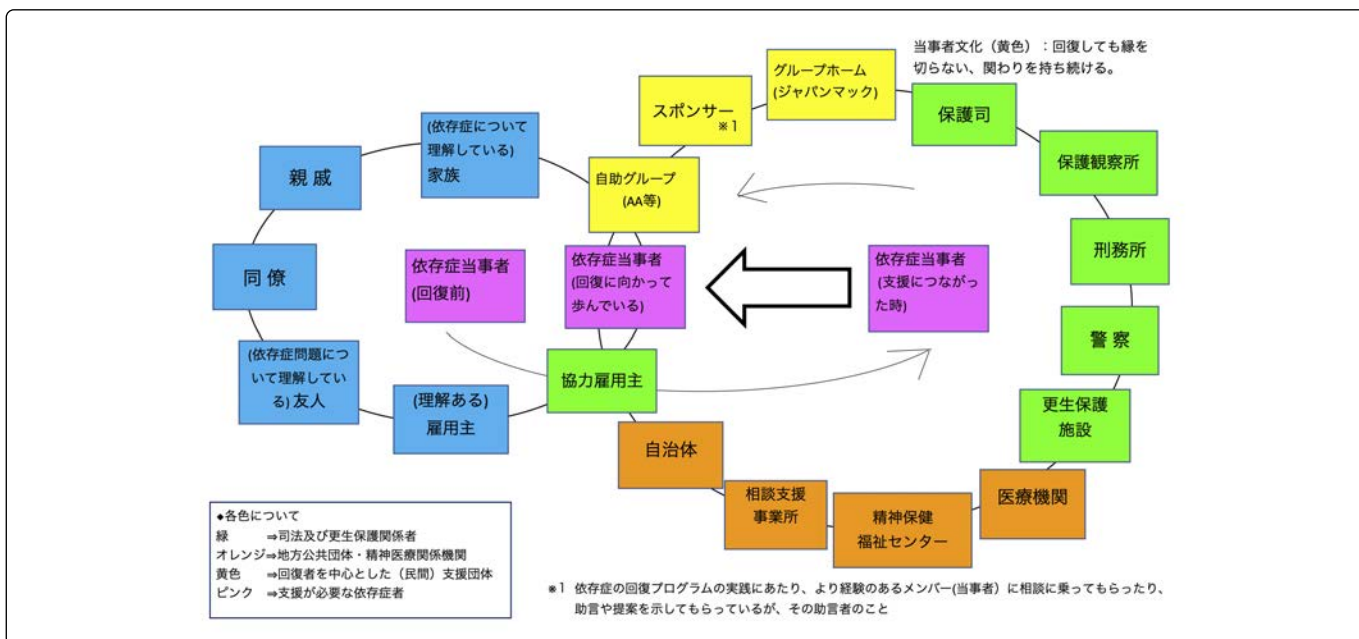 当事者文化（黄色）：回復しても縁を
切らない、関わりを持ち続ける。
グループホーム
(ジャパンマック)
スポンサー
※1
保護司
(依存症について
理解している)
家族
保護観察所
親 戚
自助グループ
(AA等)
刑務所
同 僚
依存症当事者
(回復前)
依存症当事者
(回復に向かって
歩んでいる)
依存症当事者
(支援につながっ
た時)
警 察
(依存症問題につ
いて理解してい
る) 友人
(理解ある)
雇用主
協力雇用主
更生保護
施設
自治体
相談支援
事業所
精神保健
福祉センター
医療機関
◆各色について
緑 ⇒司法及び更生保護関係者
オレンジ⇒地方公共団体・精神医療関係機関
黄色 ⇒回復者を中心とした（民間）支援団体
ピンク ⇒支援が必要な依存症者
※1 依存症の回復プログラムの実践にあたり、より経験のあるメンバー(当事者）に相談に乗ってもらったり、
助言や提案を示してもらっているが、その助言者のこと